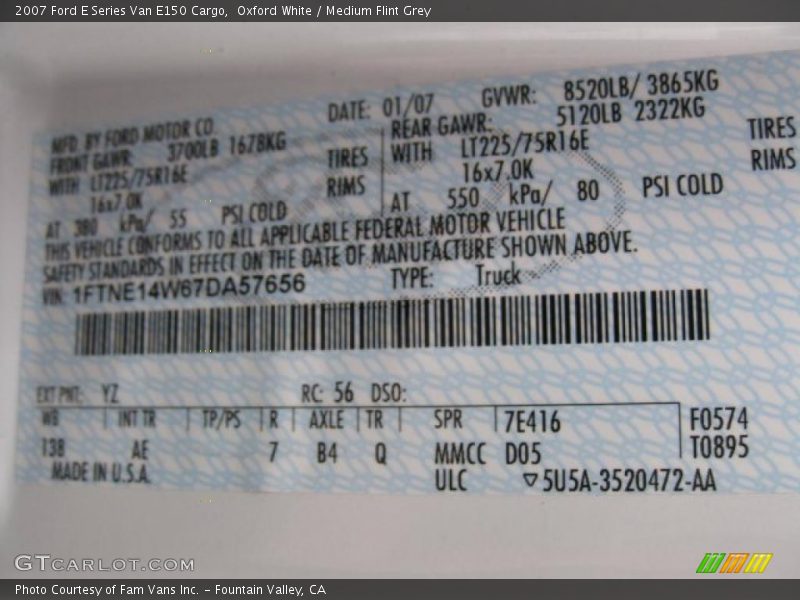 2007 Ford E Series Van E150 Cargo,  Oxford White / Medium Flint Grey
MFD. BY FORD MOTOR CO. DATE: 01/07 GVWR: 8520LB/ 3865KG
FRONT GAWR: 3700LB 1678KG REAR GAWR: 5120LB 2322KG
WITH LT225/75R16E TIRES WITH LT225/75R16E TIRES
16x7.0K RIMS 16x7.0K RIMS
AT 380 kPa/ 55 PSI COLD AT 550 kPa/ 80 PSI COLD
THIS VEHICLE CONFORMS TO ALL APPLICABLE FEDERAL MOTOR VEHICLE
SAFETY STANDARDS IN EFFECT ON THE DATE OF MANUFACTURE SHOWN ABOVE.
VIN: 1FTNE14W67DA57656 TYPE: Truck
EXT PNT: YZ RC: 56 DSO:
WB INT TR TP/PS R AXLE TR SPR 7E416 F0574
138 AE 7 B4 Q MMCC D05 T0895
MADE IN U.S.A. ULC ▽5U5A-3520472-AA
GTCARLOT.COM
Photo Courtesy of Fam Vans Inc. - Fountain Valley, CA